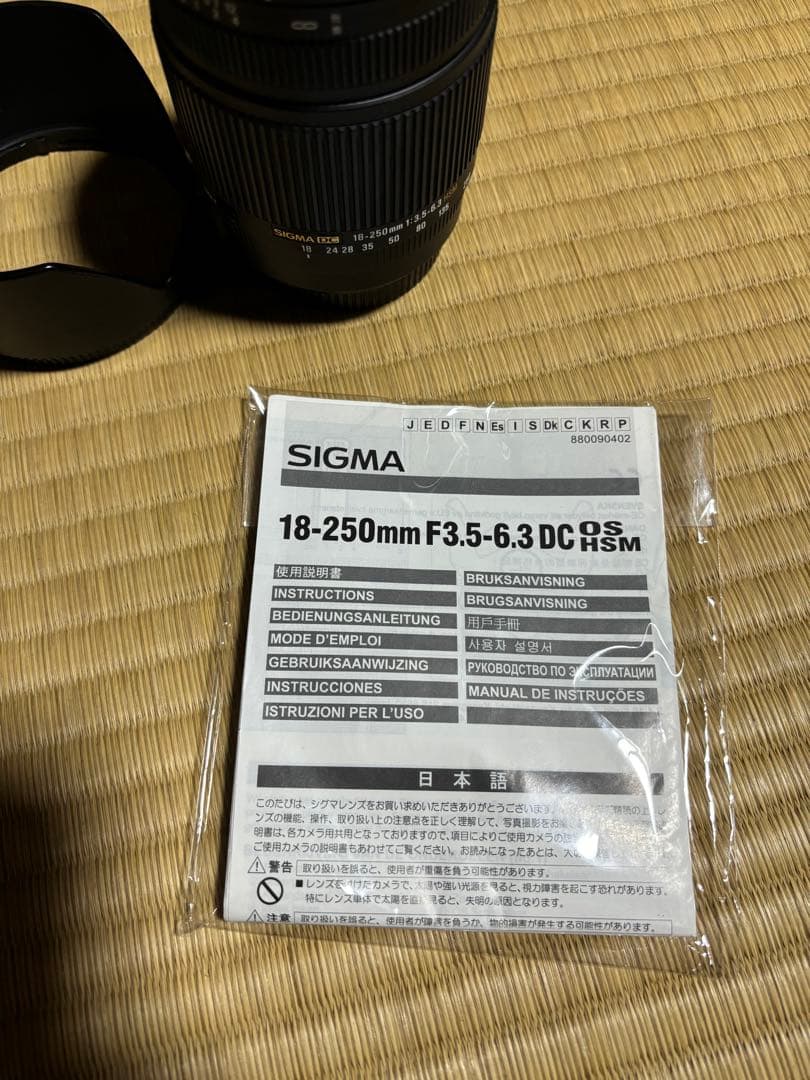 ∞
SIGMA DC 18-250mm 1:3.5-6.3 HSM
18 24 28 35 50 80 135
J E D F N Es I S Dk C K R P
880090402
SIGMA
18-250mm F3.5-6.3 DC OS HSM
使用説明書
INSTRUCTIONS
BEDIENUNGSANLEITUNG
MODE D'EMPLOI
GEBRUIKSAANWIJZING
INSTRUCCIONES
ISTRUZIONI PER L'USO
BRUKSANVISNING
BRUGSANVISNING
用戶手冊
사용자 설명서
РУКОВОДСТВО ПО ЭКСПЛУАТАЦИИ
MANUAL DE INSTRUÇÕES
日本語
このたびは、シグマレンズをお買い求めいただきありがとうございます。
ンズの機能、操作、取り扱い上の注意点を正しく理解して、写真撮影をお楽
明書は、各カメラ用共用となっておりますので、項目によりご使用カメラの
ご使用カメラの説明書もあわせてご覧ください。お読みになったあとは、大
警告 取り扱いを誤ると、使用者が重傷を負う可能性があります。
■レンズを付けたカメラで、太陽や強い光源を見ると、視力障害を起こす恐れがあります。
特にレンズ単体で太陽を直接見ると、失明の原因となります。
注意 取り扱いを誤ると、使用者が障害を負うか、物的損害が発生する可能性があります。